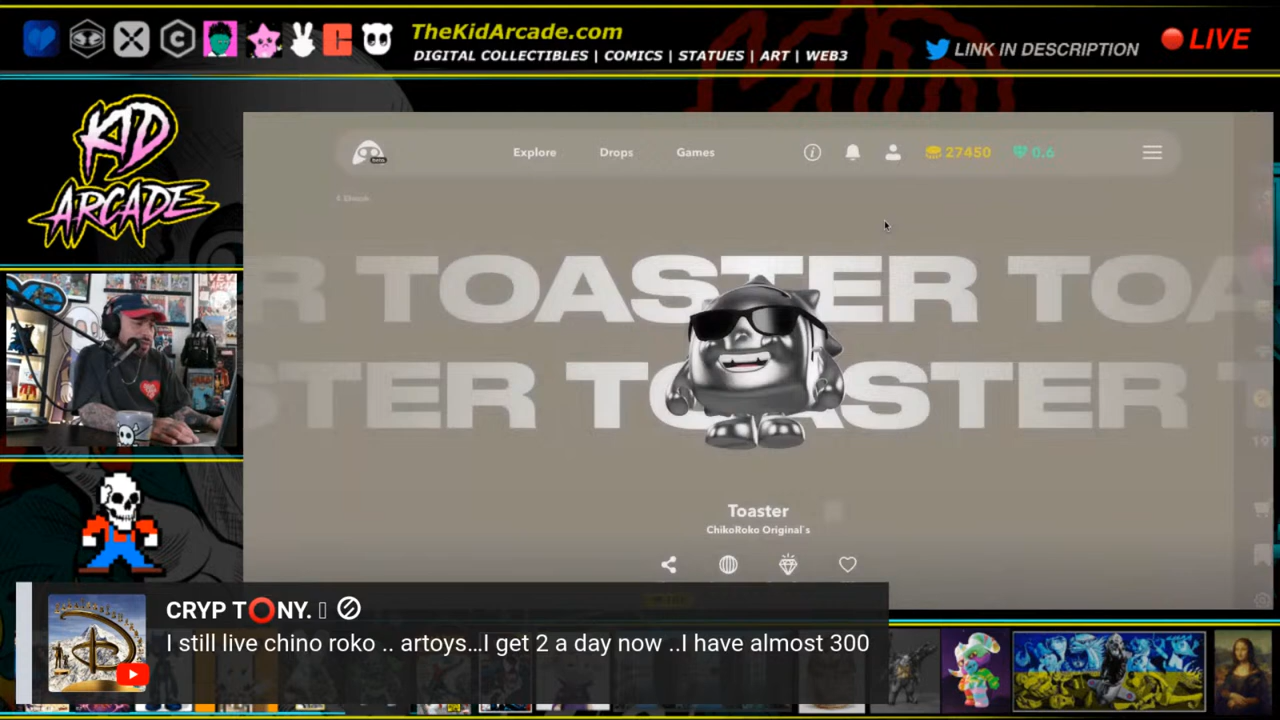 TheKidArcade.com
DIGITAL COLLECTIBLES | COMICS | STATUES | ART | WEB3
LINK IN DESCRIPTION
LIVE
KID
ARCADE
Explore
Drops
Games
27450
0.6
R TOASTER TOA
STER TOASTER T
Toaster
ChikoRoko Original's
CRYP T⭕NY.
I still live chino roko .. artoys...I get 2 a day now ..I have almost 300